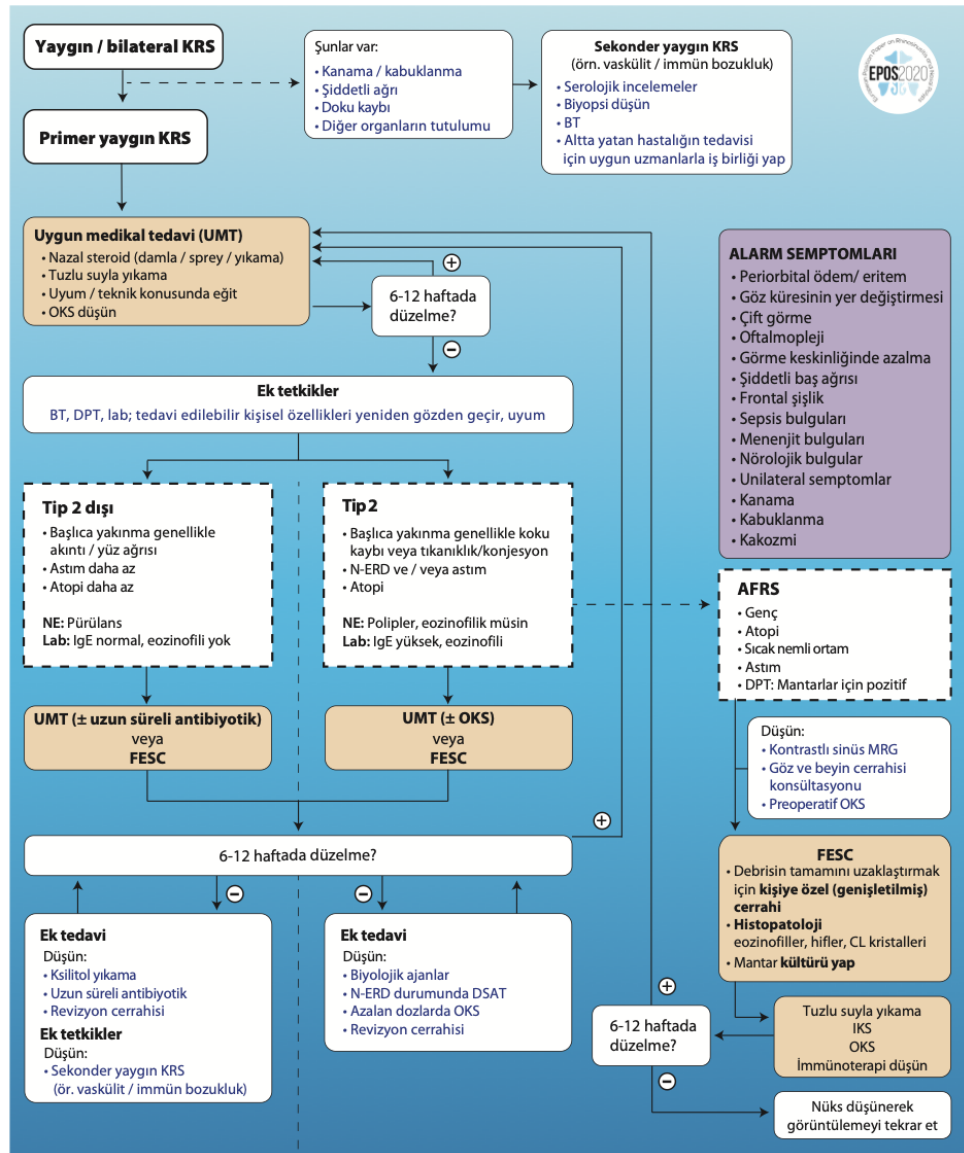 Yaygın / bilateral KRS
Şunlar var:
• Kanama / kabuklanma
• Şiddetli ağrı
• Doku kaybı
• Diğer organların tutulumu
Sekonder yaygın KRS
(örn. vaskülit / immün bozukluk)
• Serolojik incelemeler
• Biyopsi düşün
• BT
• Altta yatan hastalığın tedavisi
için uygun uzmanlarla iş birliği yap
EPOS2020
Primer yaygın KRS
Uygun medikal tedavi (UMT)
• Nazal steroid (damla / sprey / yıkama)
• Tuzlu suyla yıkama
• Uyum / teknik konusunda eğit
• OKS düşün
+
6-12 haftada
düzelme?
−
Ek tetkikler
BT, DPT, lab; tedavi edilebilir kişisel özellikleri yeniden gözden geçir, uyum
Tip 2 dışı
• Başlıca yakınma genellikle
akıntı / yüz ağrısı
• Astım daha az
• Atopi daha az
NE: Pürülans
Lab: IgE normal, eozinofili yok
Tip 2
• Başlıca yakınma genellikle koku
kaybı veya tıkanıklık/konjesyon
• N-ERD ve / veya astım
• Atopi
NE: Polipler, eozinofilik müsin
Lab: IgE yüksek, eozinofili
UMT (± uzun süreli antibiyotik)
veya
FESC
UMT (± OKS)
veya
FESC
+
6-12 haftada düzelme?
−
−
Ek tedavi
Düşün:
• Ksilitol yıkama
• Uzun süreli antibiyotik
• Revizyon cerrahisi
Ek tetkikler
Düşün:
• Sekonder yaygın KRS
(ör. vaskülit / immün bozukluk)
Ek tedavi
Düşün:
• Biyolojik ajanlar
• N-ERD durumunda DSAT
• Azalan dozlarda OKS
• Revizyon cerrahisi
ALARM SEMPTOMLARI
• Periorbital ödem/ eritem
• Göz küresinin yer değiştirmesi
• Çift görme
• Oftalmopleji
• Görme keskinliğinde azalma
• Şiddetli baş ağrısı
• Frontal şişlik
• Sepsis bulguları
• Menenjit bulguları
• Nörolojik bulgular
• Unilateral semptomlar
• Kanama
• Kabuklanma
• Kakozmi
AFRS
• Genç
• Atopi
• Sıcak nemli ortam
• Astım
• DPT: Mantarlar için pozitif
Düşün:
• Kontrastlı sinüs MRG
• Göz ve beyin cerrahisi
konsültasyonu
• Preoperatif OKS
FESC
• Debrisin tamamını uzaklaştırmak
için kişiye özel (genişletilmiş)
cerrahi
• Histopatoloji
eozinofiller, hifler, CL kristalleri
• Mantar kültürü yap
Tuzlu suyla yıkama
IKS
OKS
İmmünoterapi düşün
+
6-12 haftada
düzelme?
−
Nüks düşünerek
görüntülemeyi tekrar et